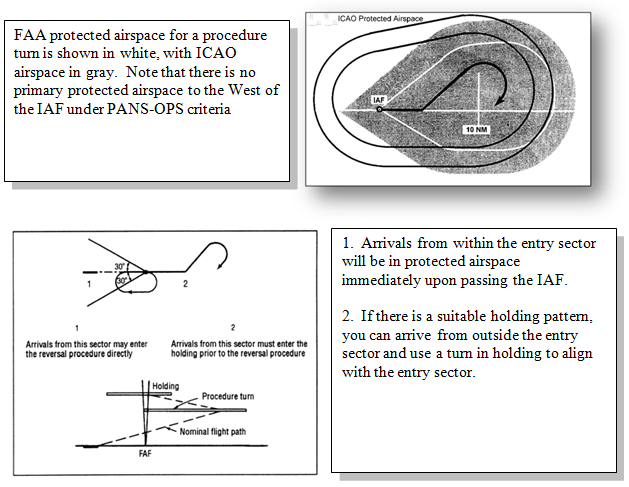 FAA protected airspace for a procedure
turn is shown in white, with ICAO
airspace in gray.  Note that there is no
primary protected airspace to the West of
the IAF under PANS-OPS criteria
ICAO Protected Airspace
IAF
10 NM
30°
30°
1
2
1
2
Arrivals from this sector may enter
the reversal procedure directly
Arrivals from this sector must enter the
holding prior to the reversal procedure
Holding
Procedure turn
Nominal flight path
FAF
1.  Arrivals from within the entry sector
will be in protected airspace
immediately upon passing the IAF.
2.  If there is a suitable holding pattern,
you can arrive from outside the entry
sector and use a turn in holding to align
with the entry sector.